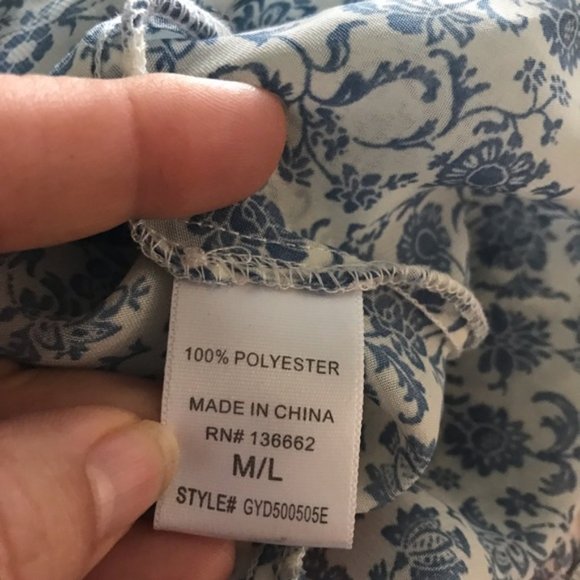 100% POLYESTER
MADE IN CHINA
RN# 136662
M/L
STYLE# GYD500505E